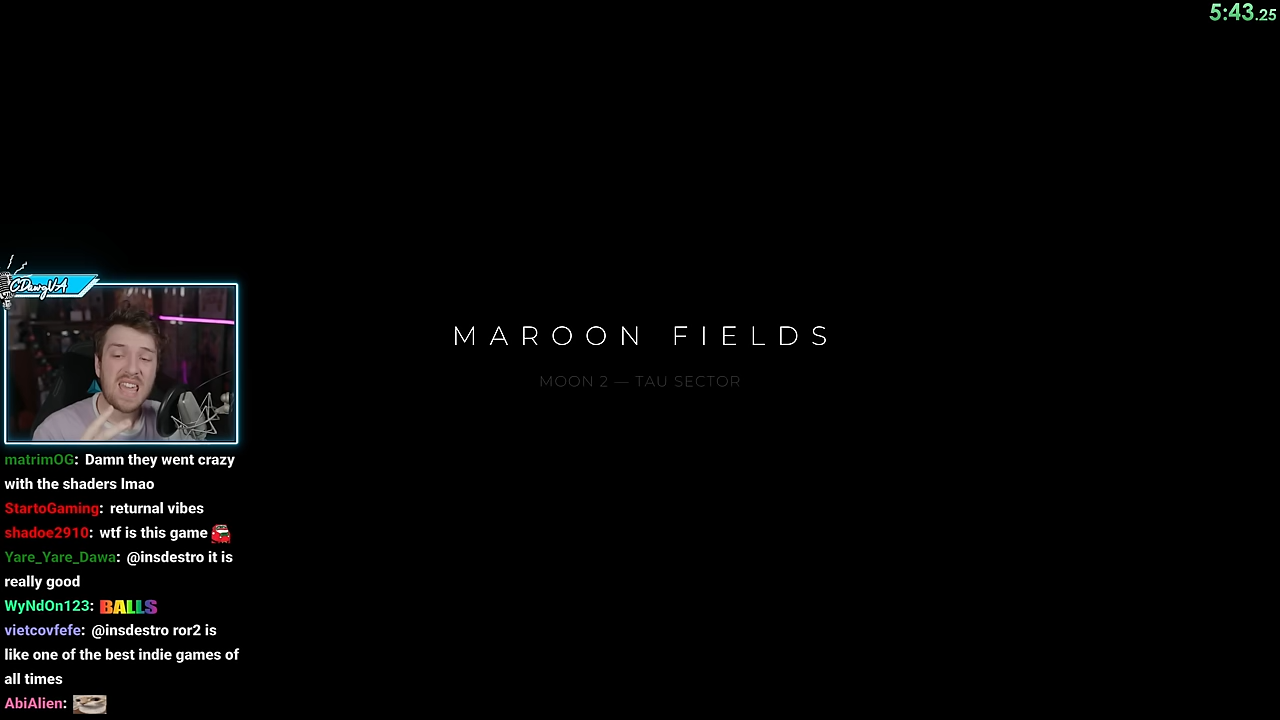 5:43.25
CDawgVA
MAROON FIELDS
MOON 2 — TAU SECTOR
matrimOG: Damn they went crazy
with the shaders lmao
StartoGaming: returnal vibes
shadoe2910: wtf is this game
Yare_Yare_Dawa: @insdestro it is
really good
WyNdOn123: BALLS
vietcovfefe: @insdestro ror2 is
like one of the best indie games of
all times
AbiAlien: